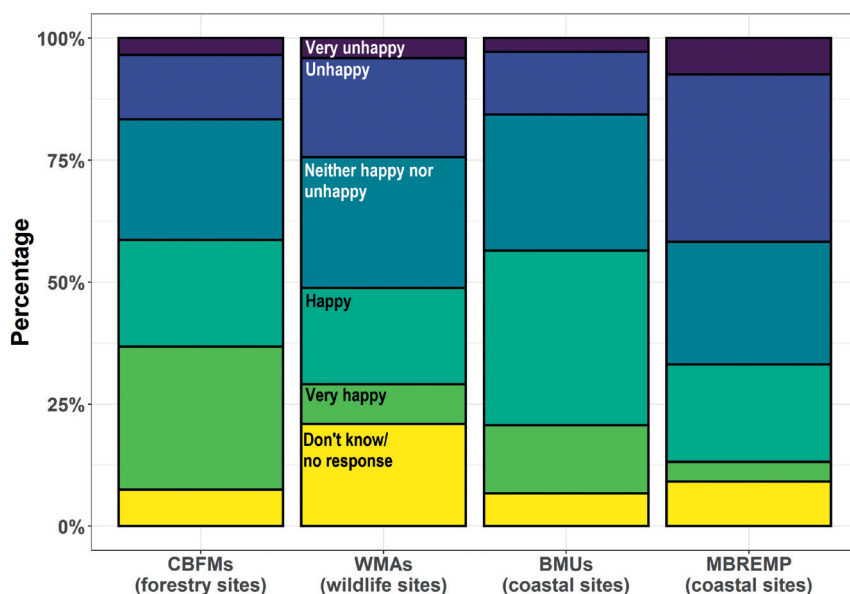 100%
75%
50%
25%
0%
Percentage
Very unhappy
Unhappy
Neither happy nor
unhappy
Happy
Very happy
Don't know/
no response
CBFMs
(forestry sites)
WMAs
(wildlife sites)
BMUs
(coastal sites)
MBREMP
(coastal sites)